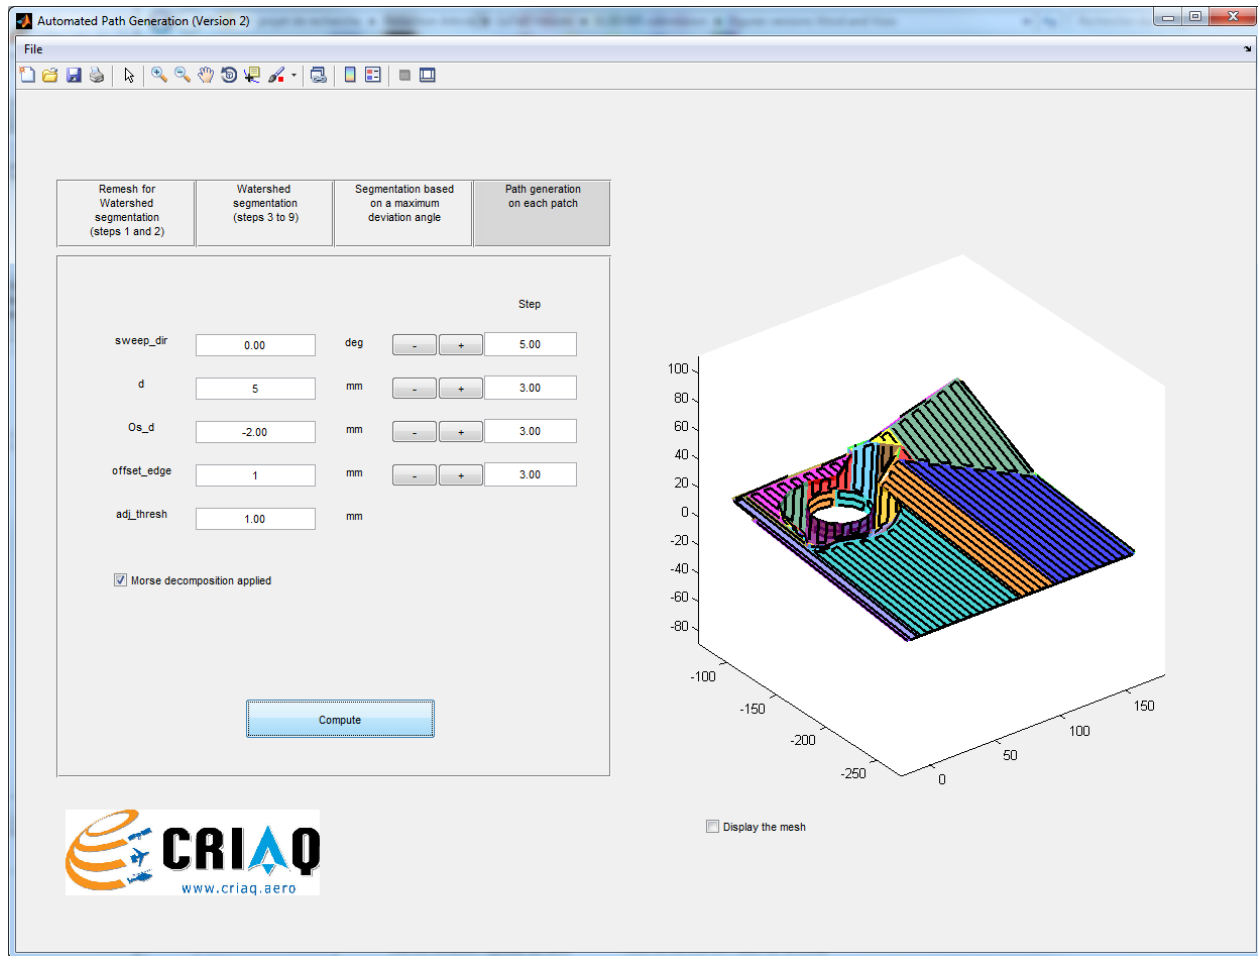 Automated Path Generation (Version 2)
File
Remesh for
Watershed
segmentation
(steps 1 and 2)
Watershed
segmentation
(steps 3 to 9)
Segmentation based
on a maximum
deviation angle
Path generation
on each patch
Step
sweep_dir 0.00 deg - + 5.00
d 5 mm - + 3.00
Os_d -2.00 mm - + 3.00
offset_edge 1 mm - + 3.00
adj_thresh 1.00 mm
Morse decomposition applied
Compute
100
80
60
40
20
0
-20
-40
-60
-80
-100
-150
-200
-250
0
50
100
150
Display the mesh
CRIAQ
www.criaq.aero